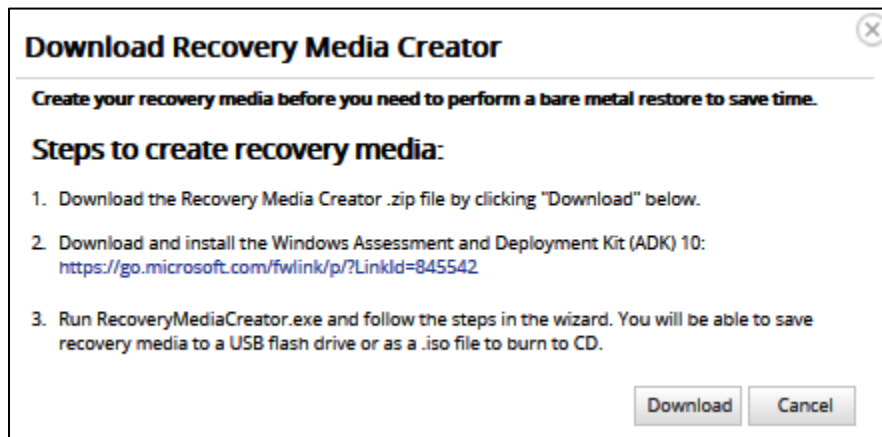 Download Recovery Media Creator
Create your recovery media before you need to perform a bare metal restore to save time.
Steps to create recovery media:
1. Download the Recovery Media Creator .zip file by clicking "Download" below.
2. Download and install the Windows Assessment and Deployment Kit (ADK) 10:
https://go.microsoft.com/fwlink/p/?LinkId=845542
3. Run RecoveryMediaCreator.exe and follow the steps in the wizard. You will be able to save
recovery media to a USB flash drive or as a .iso file to burn to CD.
Download Cancel